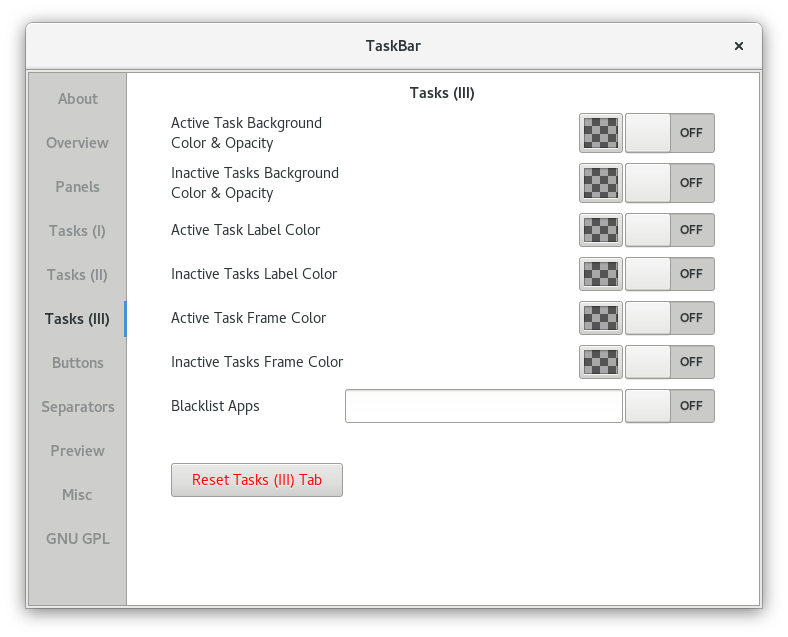 TaskBar
About
Overview
Panels
Tasks (I)
Tasks (II)
Tasks (III)
Buttons
Separators
Preview
Misc
GNU GPL
Tasks (III)
Active Task Background
Color & Opacity
OFF
Inactive Tasks Background
Color & Opacity
OFF
Active Task Label Color
OFF
Inactive Tasks Label Color
OFF
Active Task Frame Color
OFF
Inactive Tasks Frame Color
OFF
Blacklist Apps
OFF
Reset Tasks (III) Tab